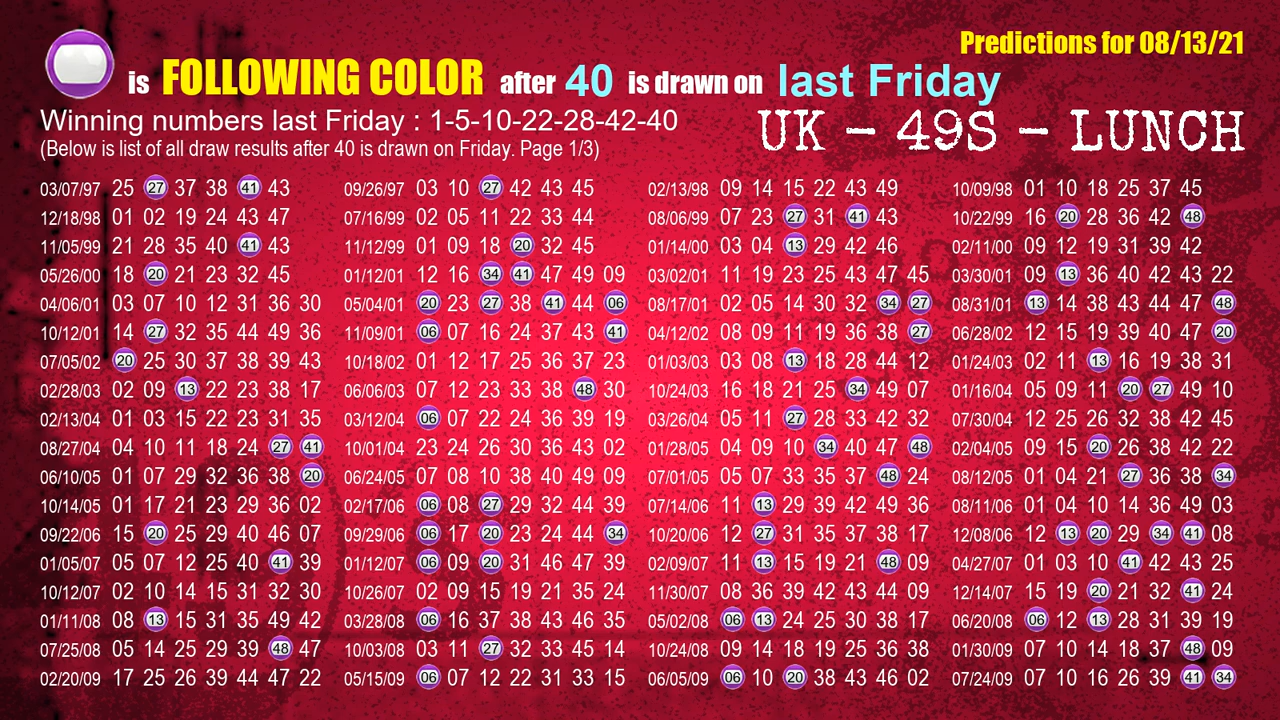 Predictions for 08/13/21
is FOLLOWING COLOR after 40 is drawn on last Friday
Winning numbers last Friday : 1-5-10-22-28-42-40
UK - 49S - LUNCH
(Below is list of all draw results after 40 is drawn on Friday. Page 1/3)
03/07/97 25 27 37 38 41 43 09/26/97 03 10 27 42 43 45 02/13/98 09 14 15 22 43 49 10/09/98 01 10 18 25 37 45
12/18/98 01 02 19 24 43 47 07/16/99 02 05 11 22 33 44 08/06/99 07 23 27 31 41 43 10/22/99 16 20 28 36 42 48
11/05/99 21 28 35 40 41 43 11/12/99 01 09 18 20 32 45 01/14/00 03 04 13 29 42 46 02/11/00 09 12 19 31 39 42
05/26/00 18 20 21 23 32 45 01/12/01 12 16 34 41 47 49 09 03/02/01 11 19 23 25 43 47 45 03/30/01 09 13 36 40 42 43 22
04/06/01 03 07 10 12 31 36 30 05/04/01 20 23 27 38 41 44 06 08/17/01 02 05 14 30 32 34 27 08/31/01 13 14 38 43 44 47 48
10/12/01 14 27 32 35 44 49 36 11/09/01 06 07 16 24 37 43 41 04/12/02 08 09 11 19 36 38 27 06/28/02 12 15 19 39 40 47 20
07/05/02 20 25 30 37 38 39 43 10/18/02 01 12 17 25 36 37 23 01/03/03 03 08 13 18 28 44 12 01/24/03 02 11 13 16 19 38 31
02/28/03 02 09 13 22 23 38 17 06/06/03 07 12 23 33 38 48 30 10/24/03 16 18 21 25 34 49 07 01/16/04 05 09 11 20 27 49 10
02/13/04 01 03 15 22 23 31 35 03/12/04 06 07 22 24 36 39 19 03/26/04 05 11 27 28 33 42 32 07/30/04 12 25 26 32 38 42 45
08/27/04 04 10 11 18 24 27 41 10/01/04 23 24 26 30 36 43 02 01/28/05 04 09 10 34 40 47 48 02/04/05 09 15 20 26 38 42 22
06/10/05 01 07 29 32 36 38 20 06/24/05 07 08 10 38 40 49 09 07/01/05 05 07 33 35 37 48 24 08/12/05 01 04 21 27 36 38 34
10/14/05 01 17 21 23 29 36 02 02/17/06 06 08 27 29 32 44 39 07/14/06 11 13 29 39 42 49 36 08/11/06 01 04 10 14 36 49 03
09/22/06 15 20 25 29 40 46 07 09/29/06 06 17 20 23 24 44 34 10/20/06 12 27 31 35 37 38 17 12/08/06 12 13 20 29 34 41 08
01/05/07 05 07 12 25 40 41 39 01/12/07 06 09 20 31 46 47 39 02/09/07 11 13 15 19 21 48 09 04/27/07 01 03 10 41 42 43 25
10/12/07 02 10 14 15 31 32 30 10/26/07 02 09 15 19 21 35 24 11/30/07 08 36 39 42 43 44 09 12/14/07 15 19 20 21 32 41 24
01/11/08 08 13 15 31 35 49 42 03/28/08 06 16 37 38 43 46 35 05/02/08 06 13 24 25 30 38 17 06/20/08 06 12 13 28 31 39 19
07/25/08 05 14 25 29 39 48 47 10/03/08 03 11 27 32 33 45 14 10/24/08 09 14 18 19 25 36 38 01/30/09 07 14 17 18 37 48 09
02/20/09 17 25 26 39 44 47 22 05/15/09 06 07 12 22 31 33 15 06/05/09 06 10 20 38 43 46 02 07/24/09 07 10 16 26 39 41 34